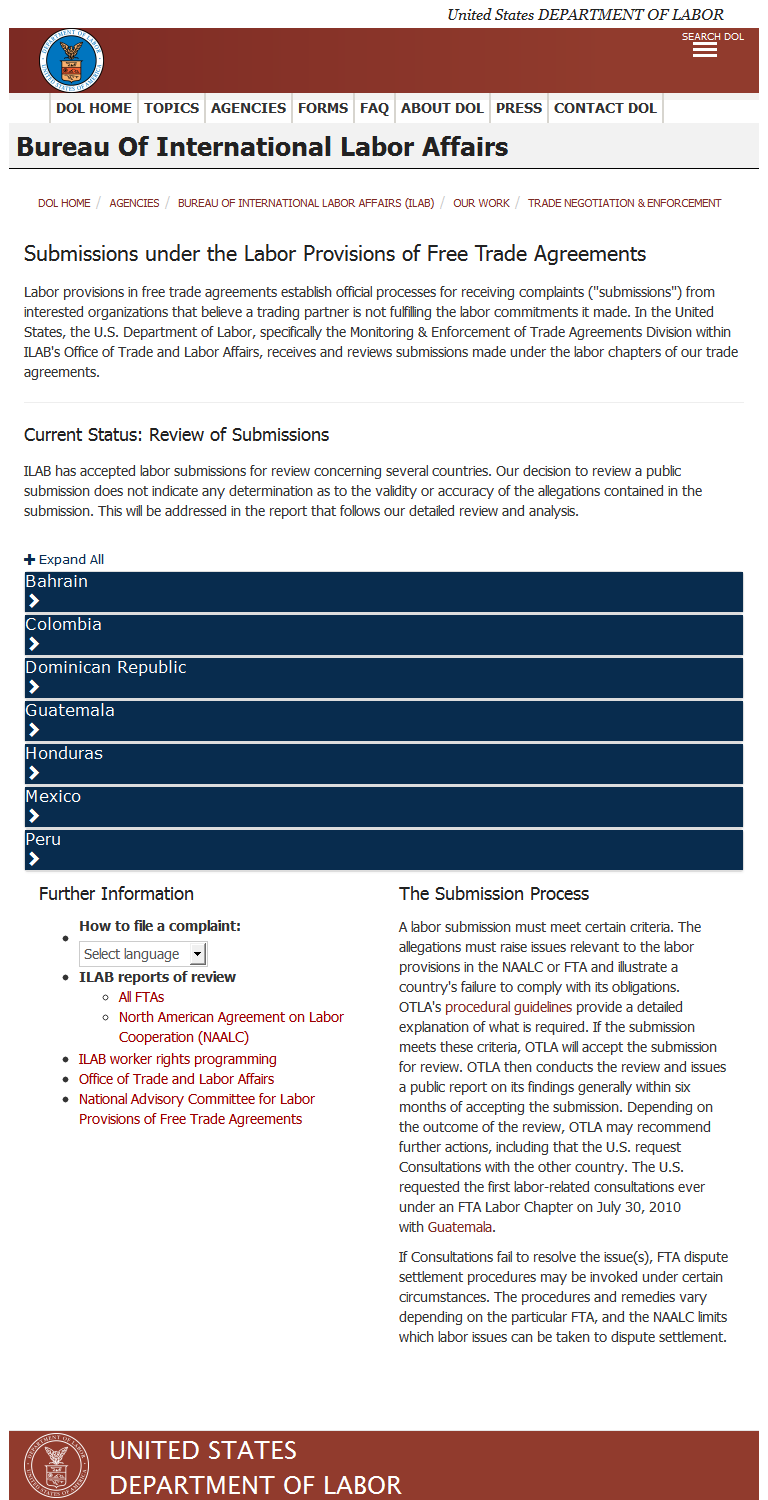 United States DEPARTMENT OF LABOR
SEARCH DOL
DOL HOME TOPICS AGENCIES FORMS FAQ ABOUT DOL PRESS CONTACT DOL
Bureau Of International Labor Affairs
DOL HOME / AGENCIES / BUREAU OF INTERNATIONAL LABOR AFFAIRS (ILAB) / OUR WORK / TRADE NEGOTIATION & ENFORCEMENT
Submissions under the Labor Provisions of Free Trade Agreements
Labor provisions in free trade agreements establish official processes for receiving complaints ("submissions") from
interested organizations that believe a trading partner is not fulfilling the labor commitments it made. In the United
States, the U.S. Department of Labor, specifically the Monitoring & Enforcement of Trade Agreements Division within
ILAB's Office of Trade and Labor Affairs, receives and reviews submissions made under the labor chapters of our trade
agreements.
Current Status: Review of Submissions
ILAB has accepted labor submissions for review concerning several countries. Our decision to review a public
submission does not indicate any determination as to the validity or accuracy of the allegations contained in the
submission. This will be addressed in the report that follows our detailed review and analysis.
Expand All
Bahrain
Colombia
Dominican Republic
Guatemala
Honduras
Mexico
Peru
Further Information
How to file a complaint:
Select language
ILAB reports of review
All FTAs
North American Agreement on Labor
Cooperation (NAALC)
ILAB worker rights programming
Office of Trade and Labor Affairs
National Advisory Committee for Labor
Provisions of Free Trade Agreements
The Submission Process
A labor submission must meet certain criteria. The
allegations must raise issues relevant to the labor
provisions in the NAALC or FTA and illustrate a
country's failure to comply with its obligations.
OTLA's procedural guidelines provide a detailed
explanation of what is required. If the submission
meets these criteria, OTLA will accept the submission
for review. OTLA then conducts the review and issues
a public report on its findings generally within six
months of accepting the submission. Depending on
the outcome of the review, OTLA may recommend
further actions, including that the U.S. request
Consultations with the other country. The U.S.
requested the first labor-related consultations ever
under an FTA Labor Chapter on July 30, 2010
with Guatemala.
If Consultations fail to resolve the issue(s), FTA dispute
settlement procedures may be invoked under certain
circumstances. The procedures and remedies vary
depending on the particular FTA, and the NAALC limits
which labor issues can be taken to dispute settlement.
UNITED STATES
DEPARTMENT OF LABOR